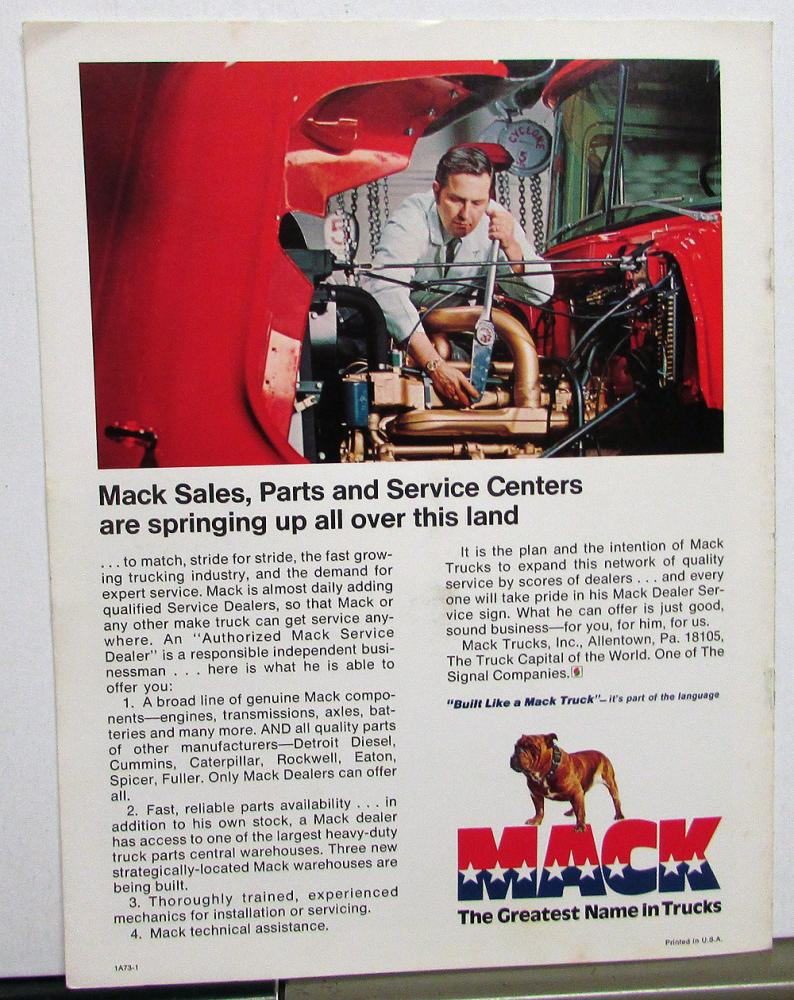 CYCLONE
Mack Sales, Parts and Service Centers
are springing up all over this land
. . . to match, stride for stride, the fast grow-
ing trucking industry, and the demand for
expert service. Mack is almost daily adding
qualified Service Dealers, so that Mack or
any other make truck can get service any-
where. An "Authorized Mack Service
Dealer" is a responsible independent busi-
nessman . . . here is what he is able to
offer you:
1. A broad line of genuine Mack compo-
nents—engines, transmissions, axles, bat-
teries and many more. AND all quality parts
of other manufacturers—Detroit Diesel,
Cummins, Caterpillar, Rockwell, Eaton,
Spicer, Fuller. Only Mack Dealers can offer
all.
2. Fast, reliable parts availability . . . in
addition to his own stock, a Mack dealer
has access to one of the largest heavy-duty
truck parts central warehouses. Three new
strategically-located Mack warehouses are
being built.
3. Thoroughly trained, experienced
mechanics for installation or servicing.
4. Mack technical assistance.
It is the plan and the intention of Mack
Trucks to expand this network of quality
service by scores of dealers . . . and every
one will take pride in his Mack Dealer Ser-
vice sign. What he can offer is just good,
sound business—for you, for him, for us.
Mack Trucks, Inc., Allentown, Pa. 18105,
The Truck Capital of the World. One of The
Signal Companies.
"Built Like a Mack Truck"—it's part of the language
MACK
The Greatest Name in Trucks
Printed in U.S.A.
1A73-1